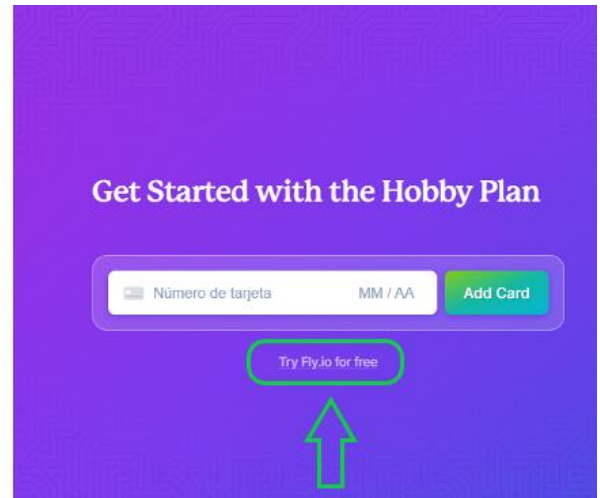 Get Started with the Hobby Plan
Número de tarjeta MM / AA Add Card
Try Fly.io for free